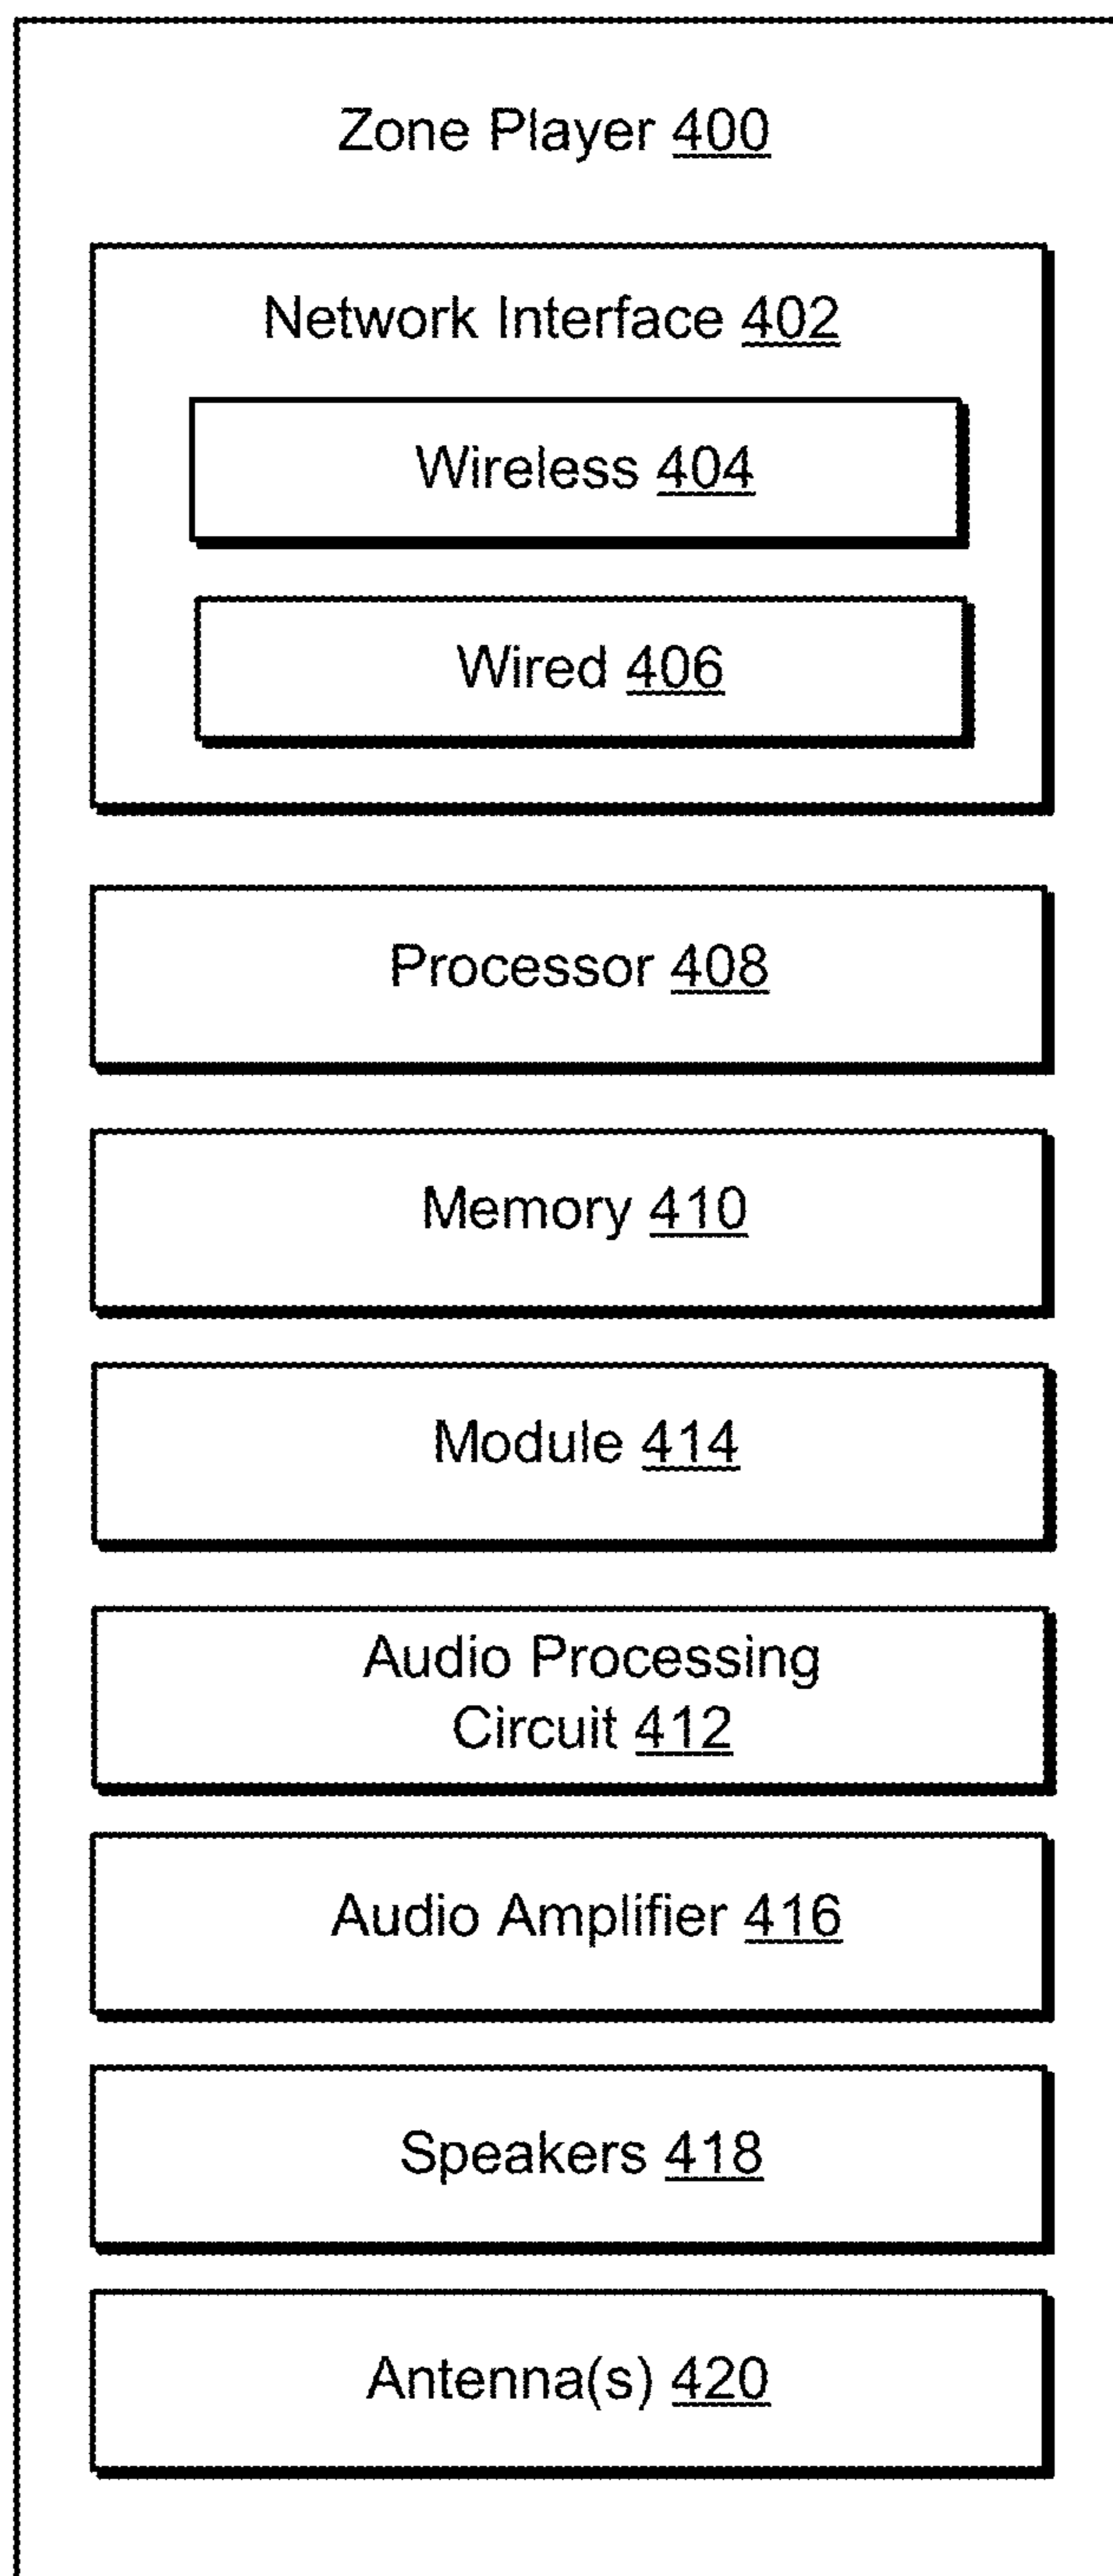 Zone Player 400
Network Interface 402
Wireless 404
Wired 406
Processor 408
Memory 410
Module 414
Audio Processing
Circuit 412
Audio Amplifier 416
Speakers 418
Antenna(s) 420